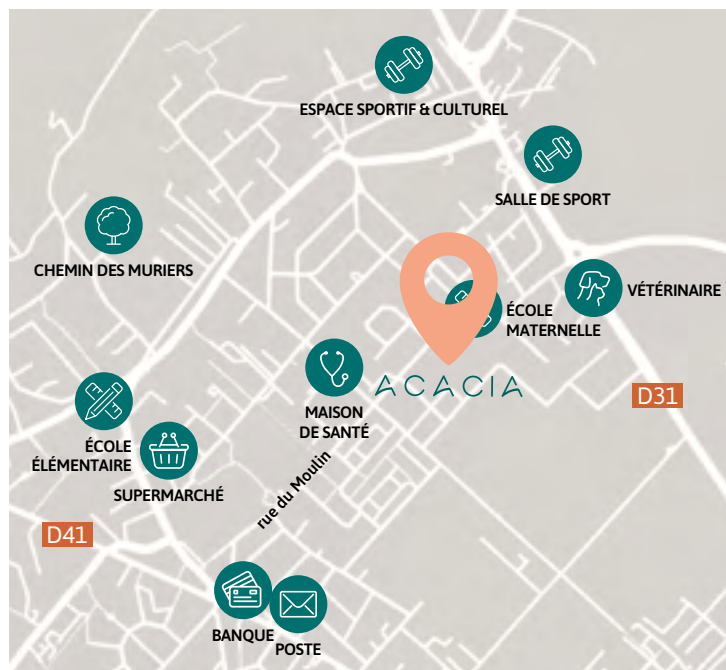 ESPACE SPORTIF & CULTUREL
SALLE DE SPORT
CHEMIN DES MURIERS
VÉTÉRINAIRE
ÉCOLE
MATERNELLE
ACACIA
D31
MAISON
DE SANTÉ
ÉCOLE
ÉLÉMENTAIRE
SUPERMARCHÉ
rue du Moulin
D41
BANQUE
POSTE